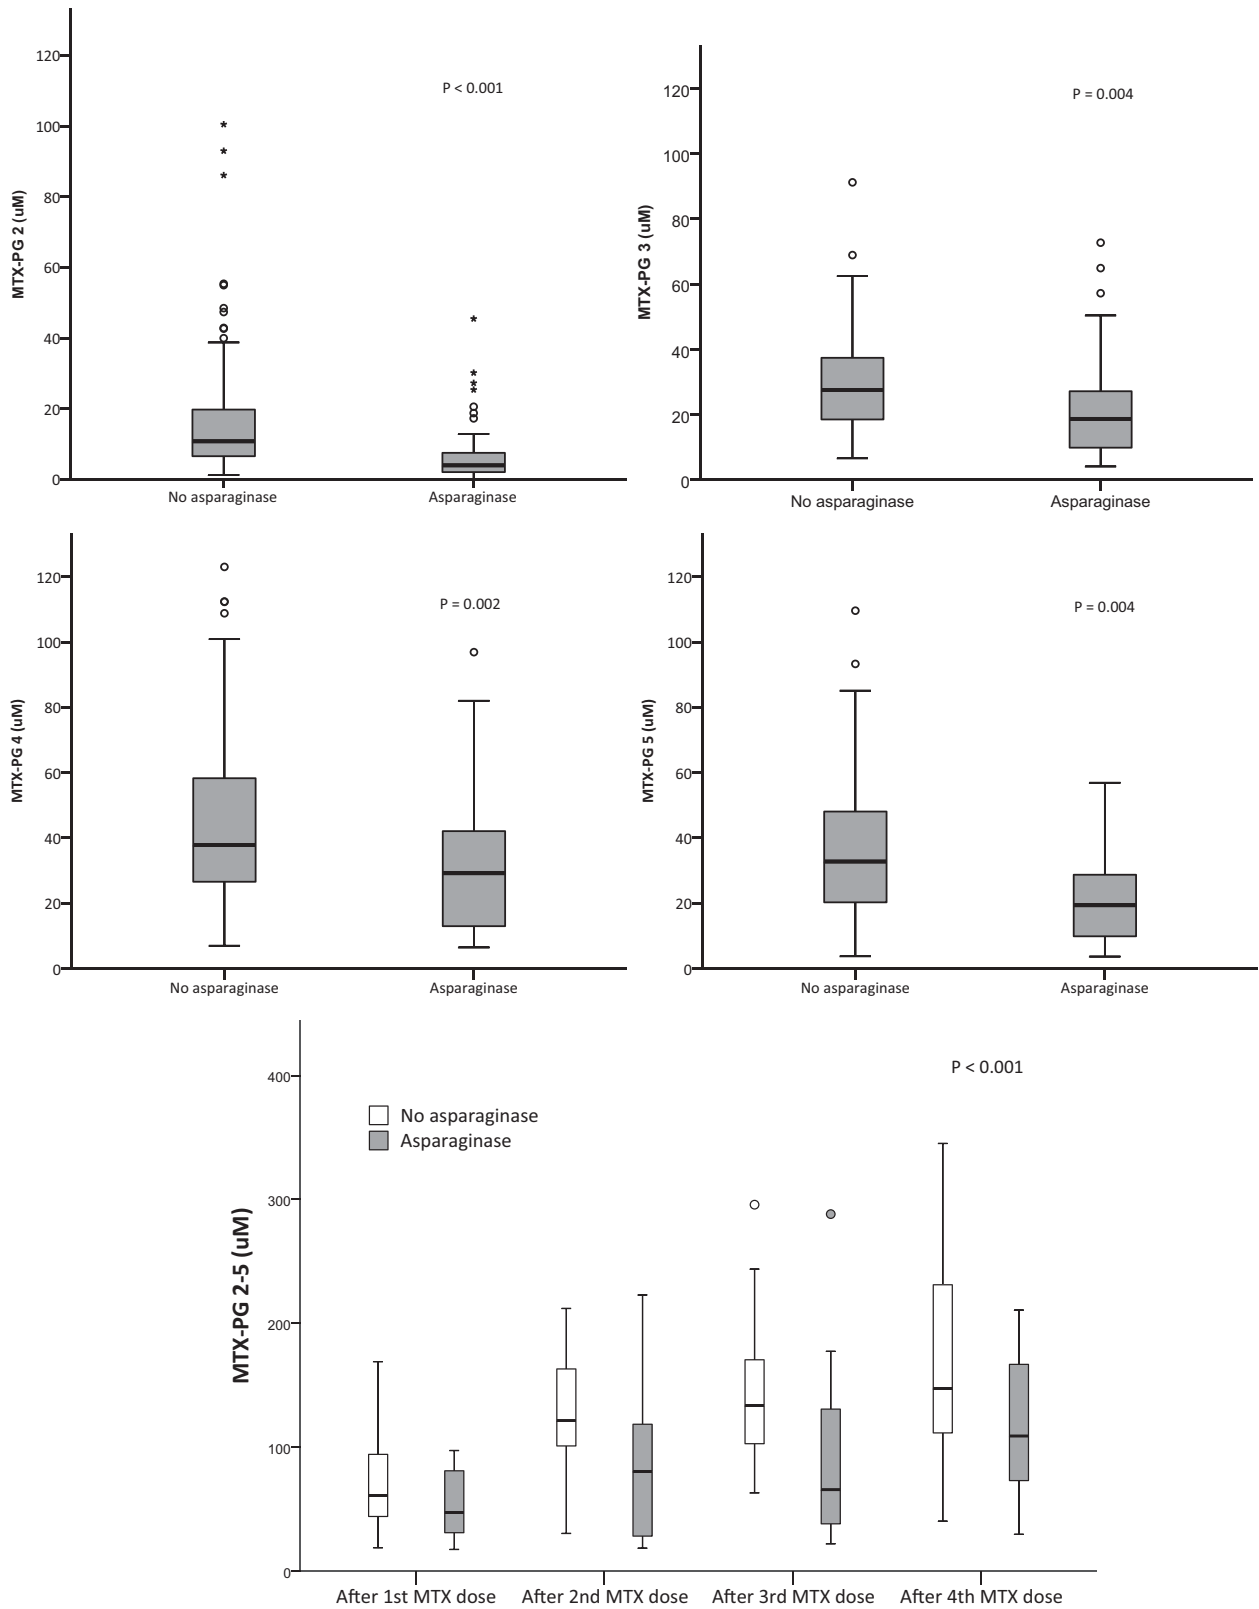 MTX-PG 2 (uM)
120
100
80
60
40
20
0
P < 0.001
No asparaginase
Asparaginase
MTX-PG 3 (uM)
120
100
80
60
40
20
0
P = 0.004
No asparaginase
Asparaginase
MTX-PG 4 (uM)
120
100
80
60
40
20
0
P = 0.002
No asparaginase
Asparaginase
MTX-PG 5 (uM)
120
100
80
60
40
20
0
P = 0.004
No asparaginase
Asparaginase
MTX-PG 2-5 (uM)
400
300
200
100
0
P < 0.001
No asparaginase
Asparaginase
After 1st MTX dose
After 2nd MTX dose
After 3rd MTX dose
After 4th MTX dose